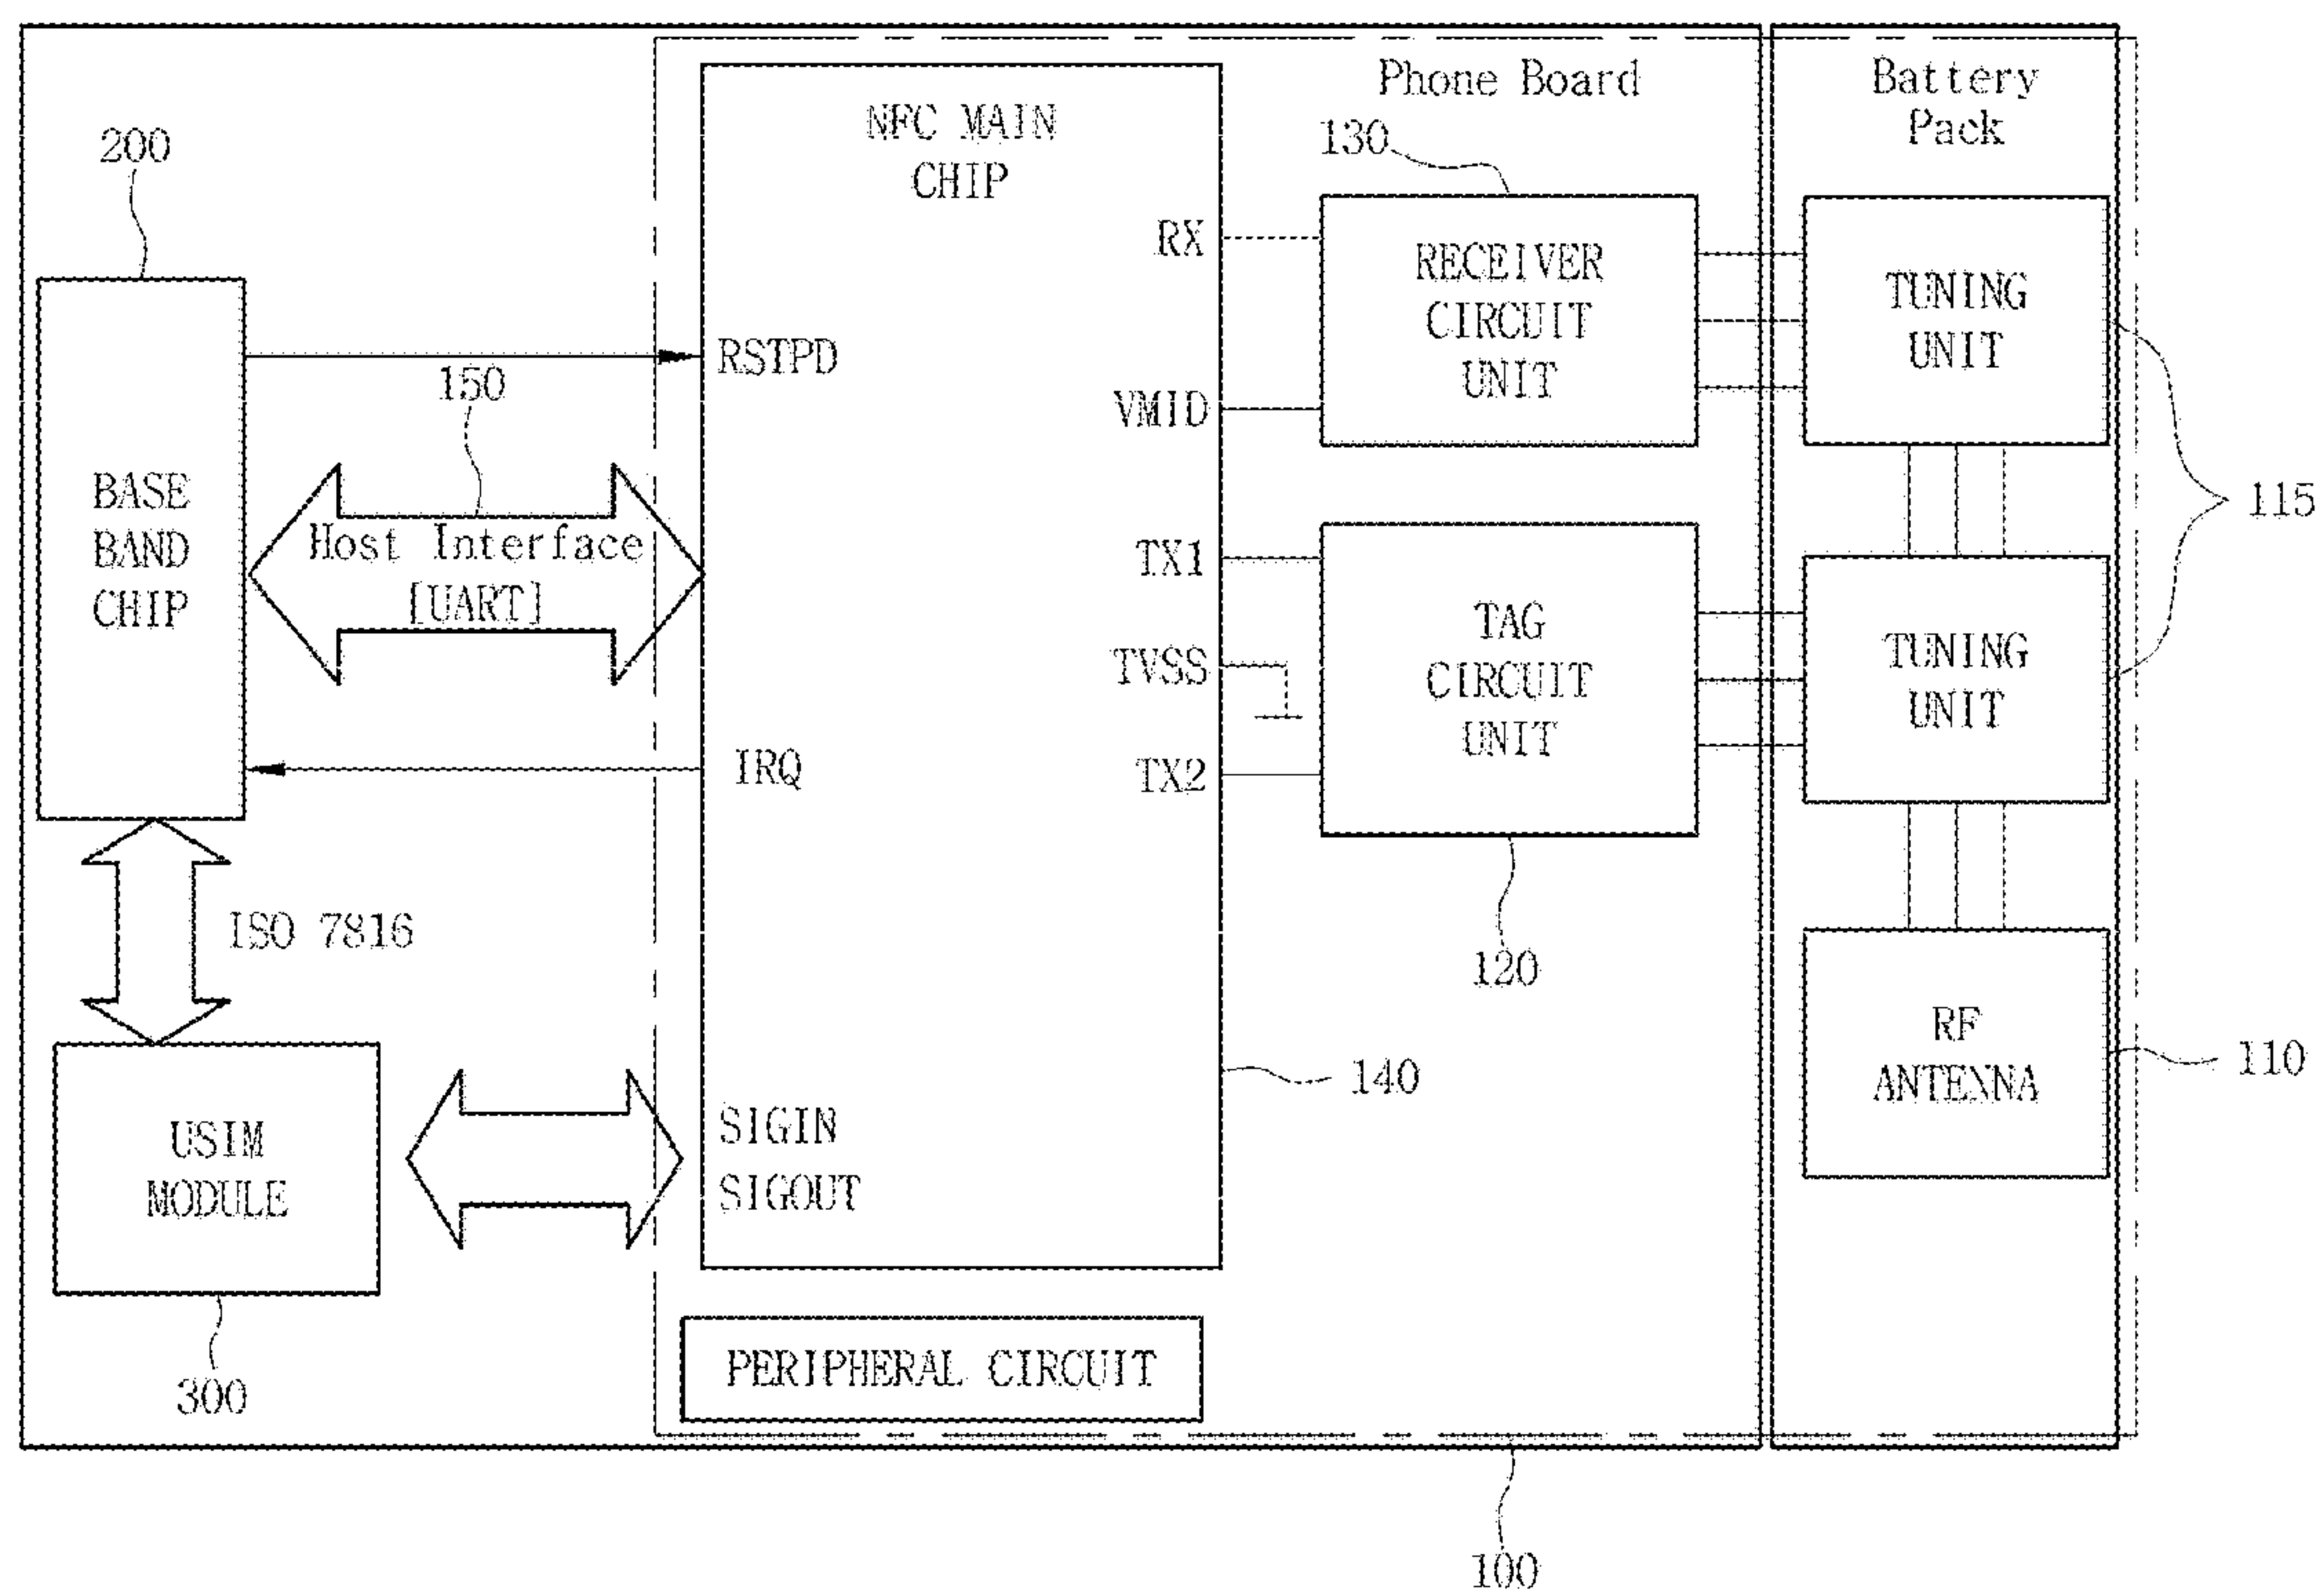 Phone Board
Battery
Pack
NFC MAIN
CHIP
130
200
RX
RECEIVER
CIRCUIT
UNIT
TUNING
UNIT
RSTPD
150
VMID
BASE
BAND
CHIP
Host Interface
[UART]
115
TX1
TAG
CIRCUIT
UNIT
TUNING
UNIT
TVSS
IRQ
TX2
ISO 7816
120
RF
ANTENNA
110
140
USIM
MODULE
SIGIN
SIGOUT
PERIPHERAL CIRCUIT
300
100